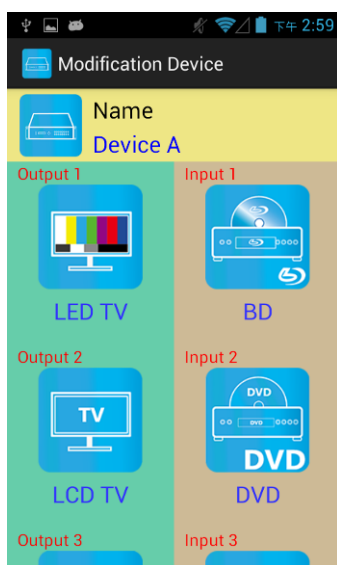 下午 2:59
Modification Device
Name
Device A
Output 1
Input 1
LED TV
BD
Output 2
Input 2
TV
DVD
DVD
DVD
LCD TV
DVD
Output 3
Input 3